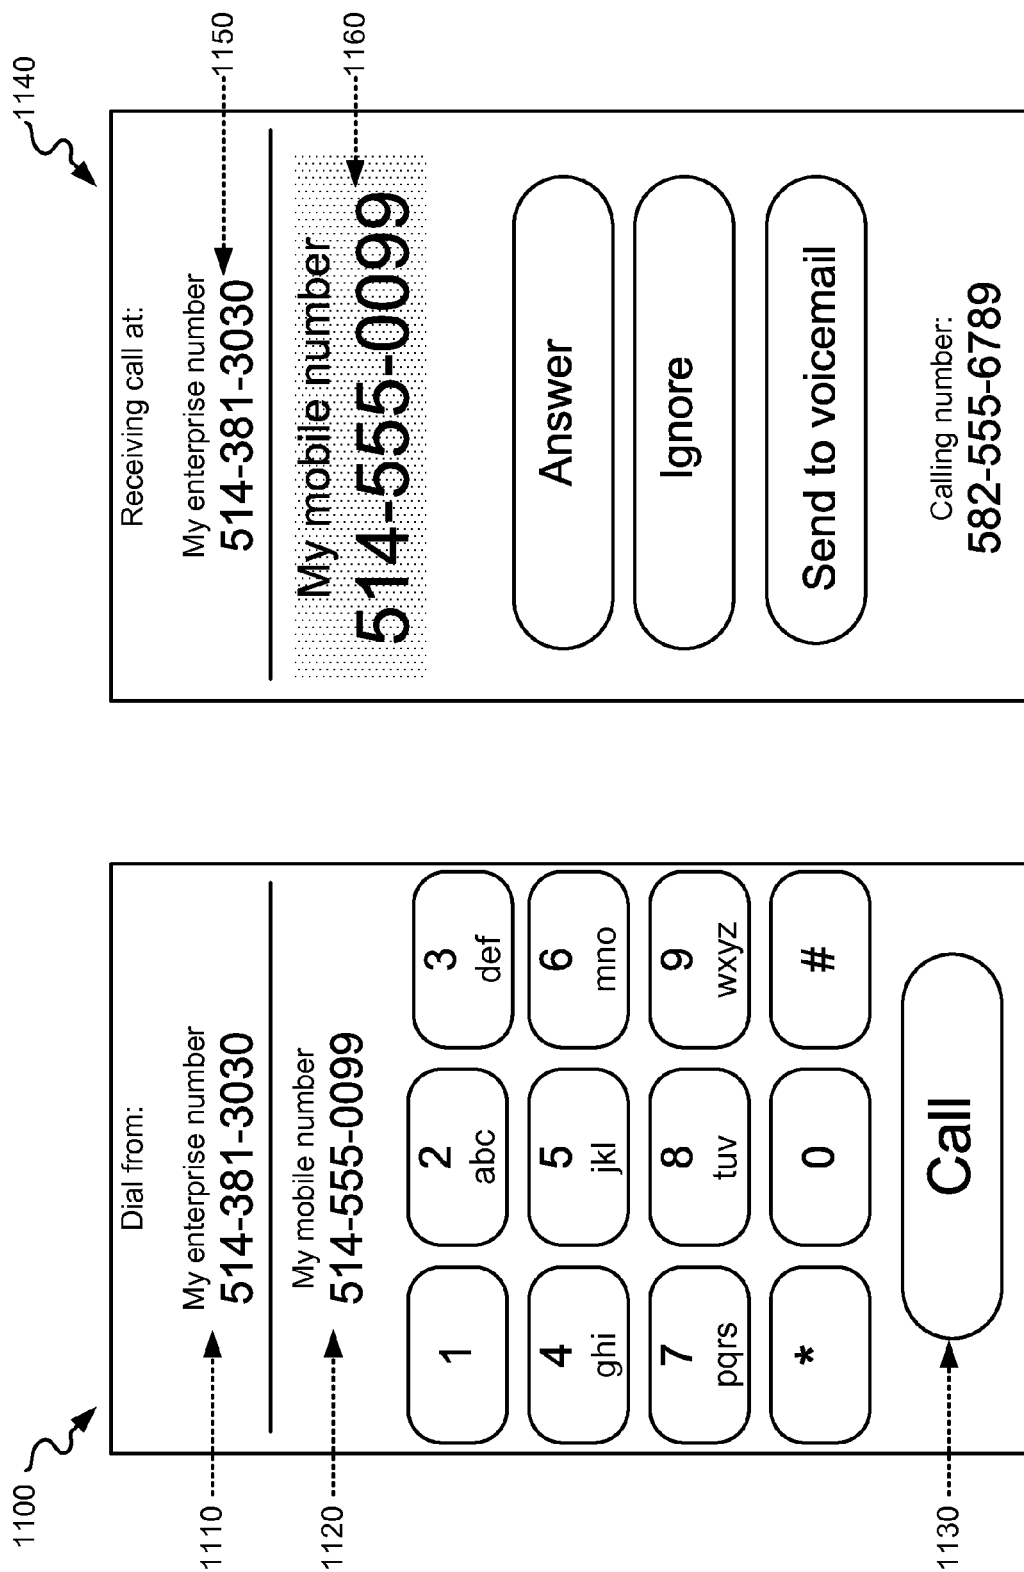 1100
Dial from:
1110
My enterprise number
514-381-3030
1120
My mobile number
514-555-0099
1
2
abc
3
def
4
ghi
5
jkl
6
mno
7
pqrs
8
tuv
9
wxyz
*
0
#
1130
Call
1140
Receiving call at:
My enterprise number
514-381-3030
1150
My mobile number
514-555-0099
1160
Answer
Ignore
Send to voicemail
Calling number:
582-555-6789